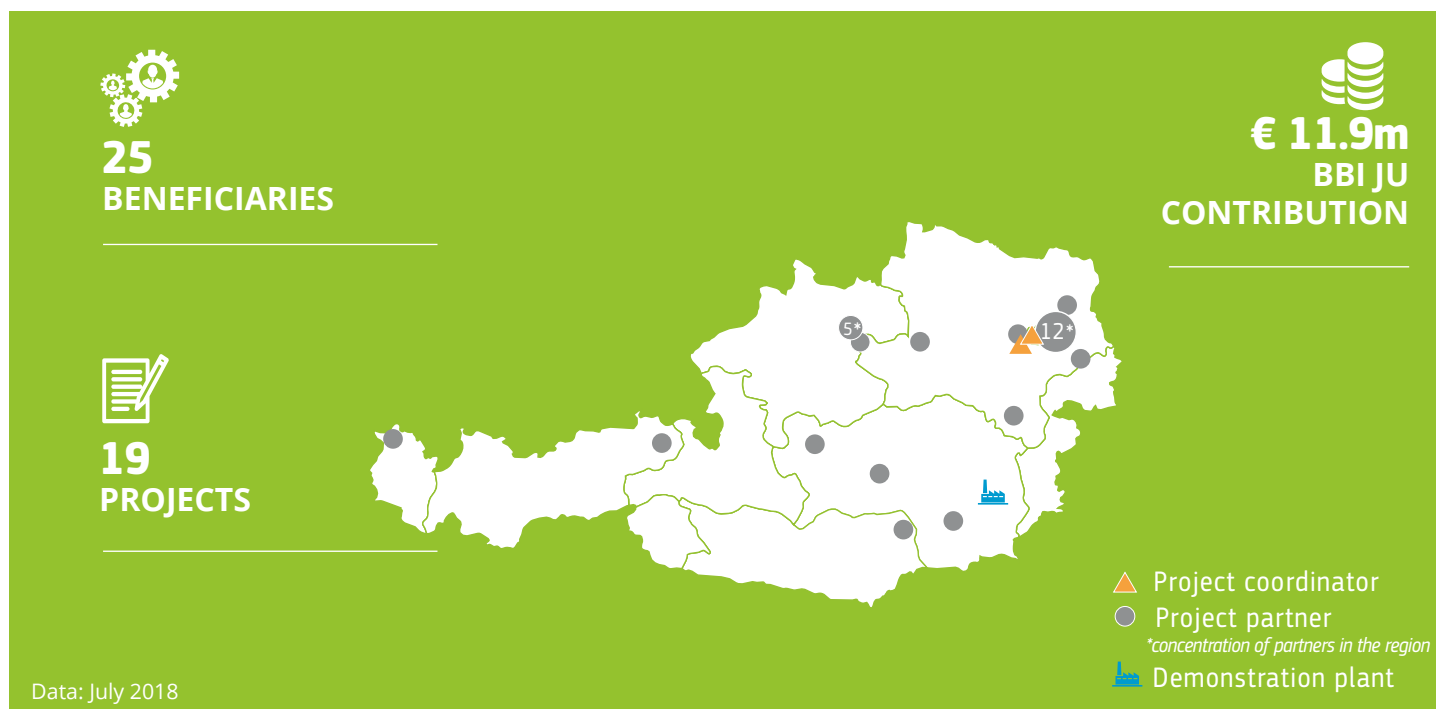 25
BENEFICIARIES
€ 11.9m
BBI JU
CONTRIBUTION
5*
12*
19
PROJECTS
Project coordinator
Project partner
*concentration of partners in the region
Demonstration plant
Data: July 2018